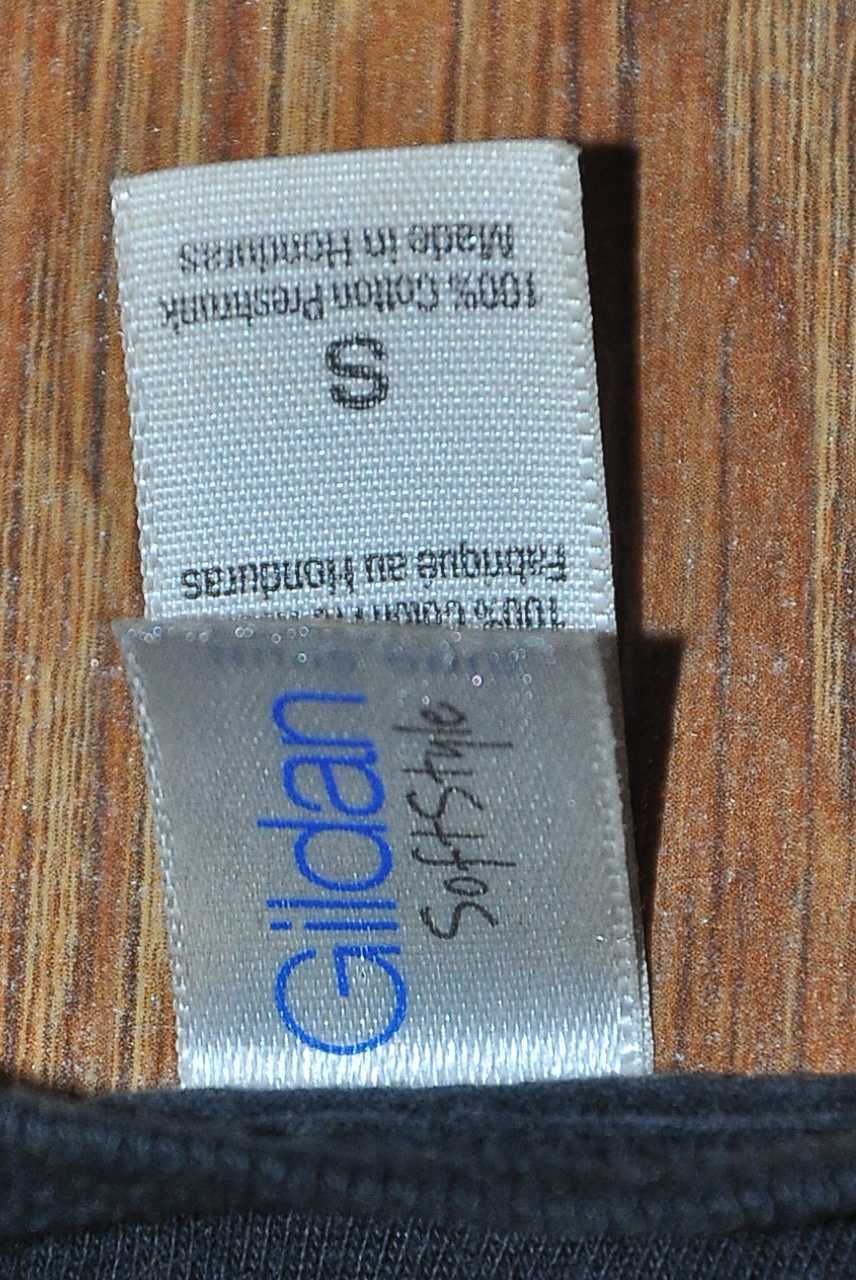 Gildan
SoftStyle
Fabriqué au Honduras
S
100% Cotton Preshrunk
Made in Honduras